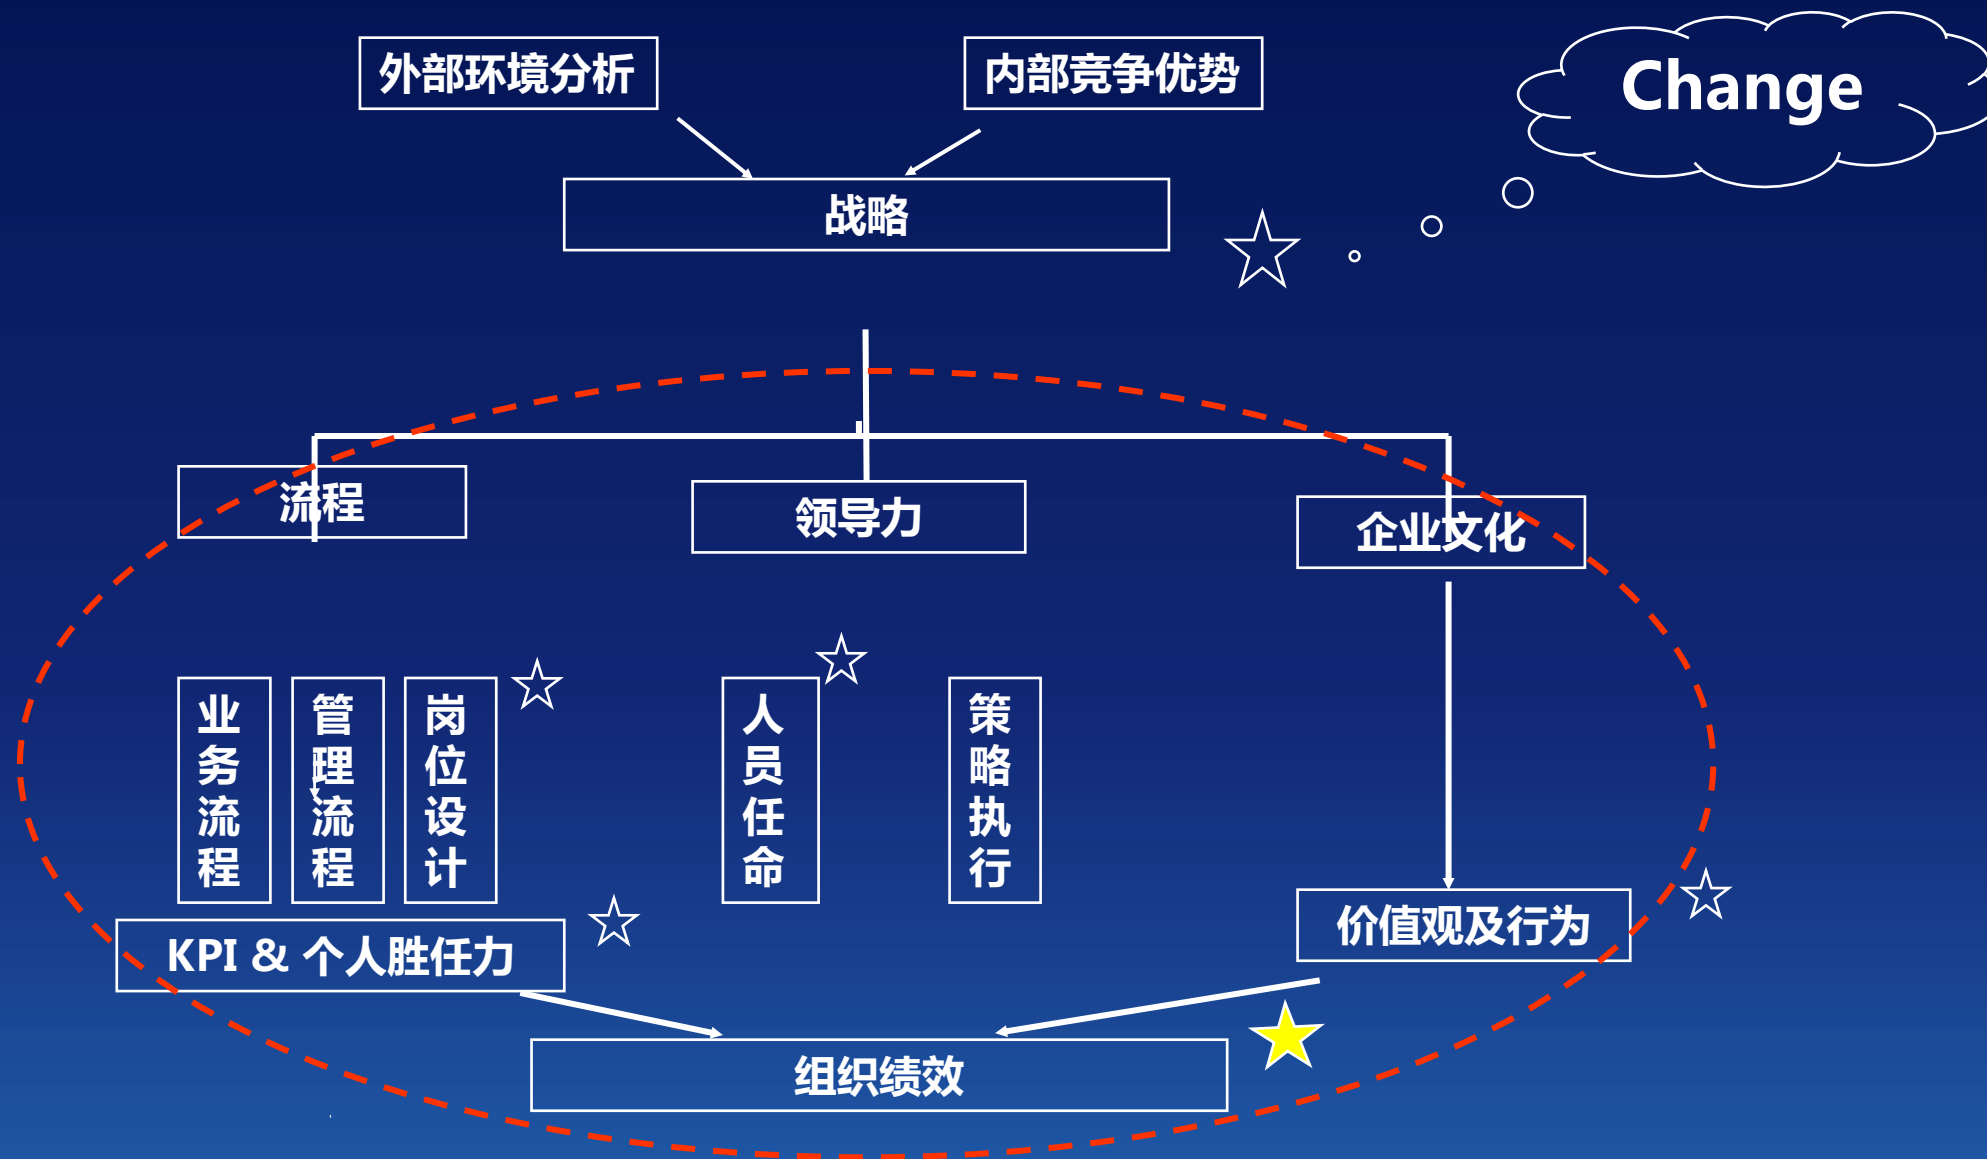 外部环境分析
内部竞争优势
Change
战略
流程
领导力
企业文化
业务流程
管理流程
岗位设计
人员任命
策略执行
KPI & 个人胜任力
价值观及行为
组织绩效